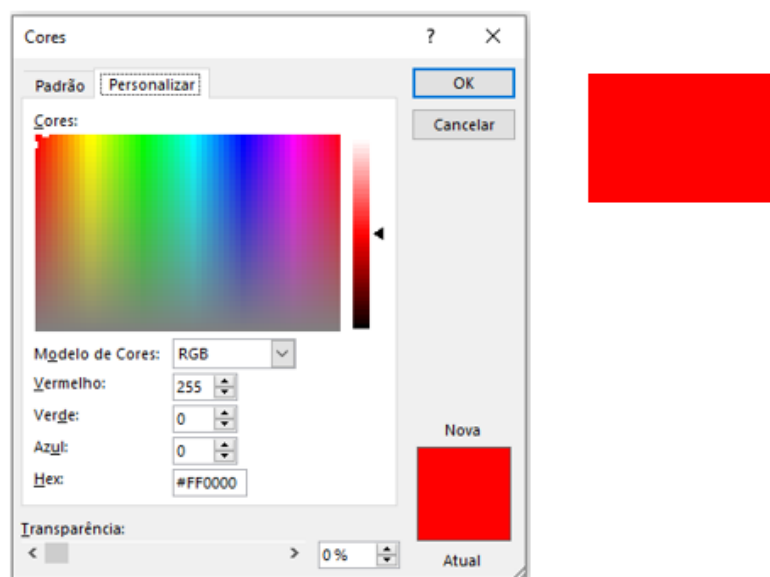 Cores ?
Padrão Personalizar
OK
Cores:
Cancelar
Modelo de Cores: RGB
Vermelho: 255
Verde: 0
Azul: 0
Hex: #FF0000
Nova
Transparência:
0 %
Atual